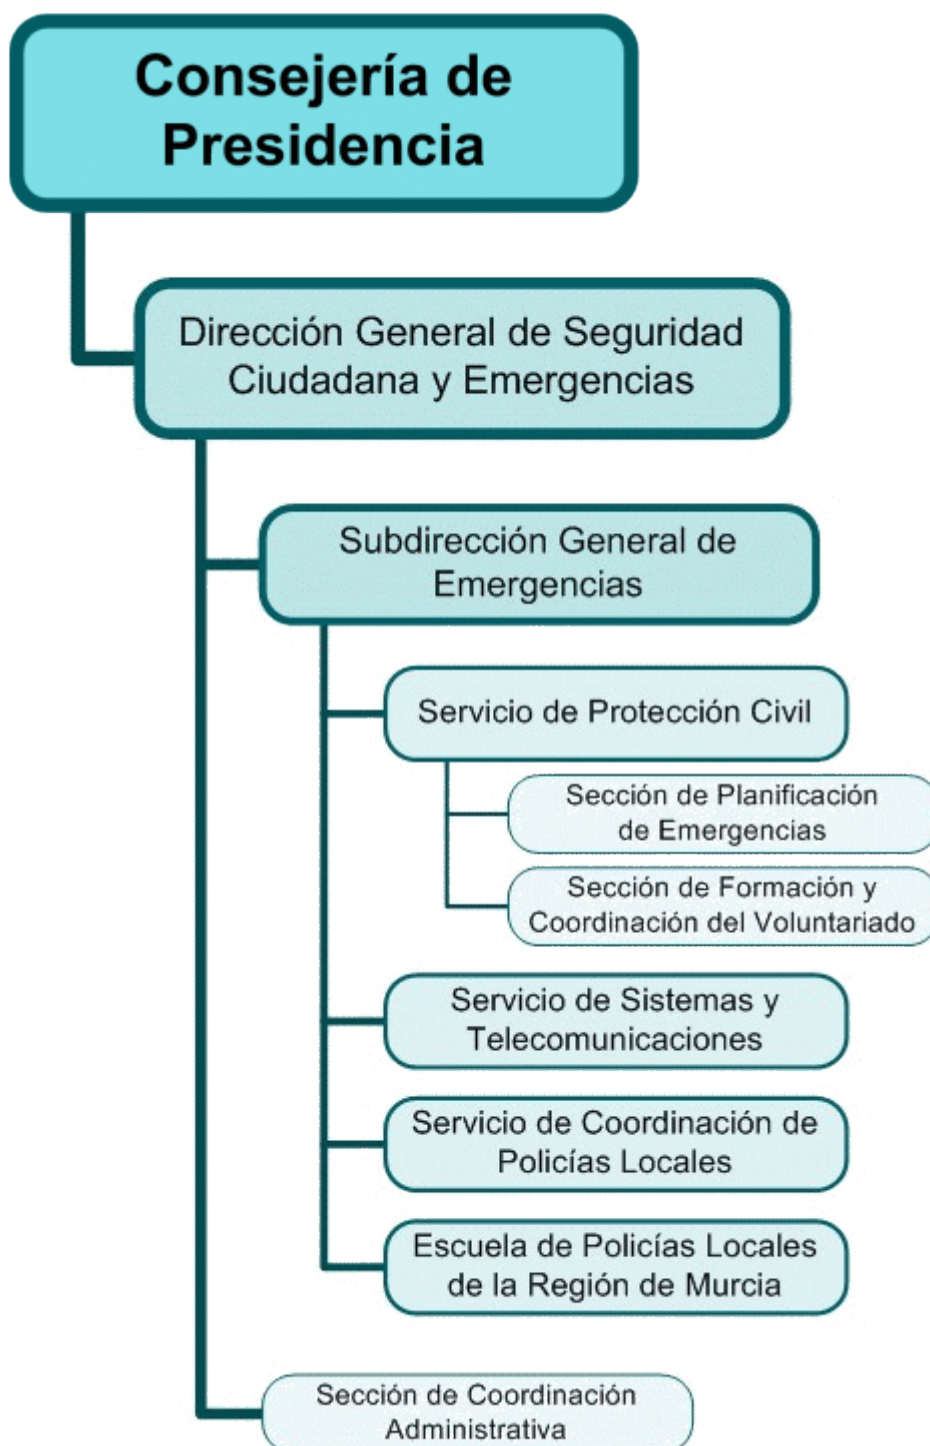 Consejería de
Presidencia
Dirección General de Seguridad
Ciudadana y Emergencias
Subdirección General de
Emergencias
Servicio de Protección Civil
Sección de Planificación
de Emergencias
Sección de Formación y
Coordinación del Voluntariado
Servicio de Sistemas y
Telecomunicaciones
Servicio de Coordinación de
Policías Locales
Escuela de Policías Locales
de la Región de Murcia
Sección de Coordinación
Administrativa